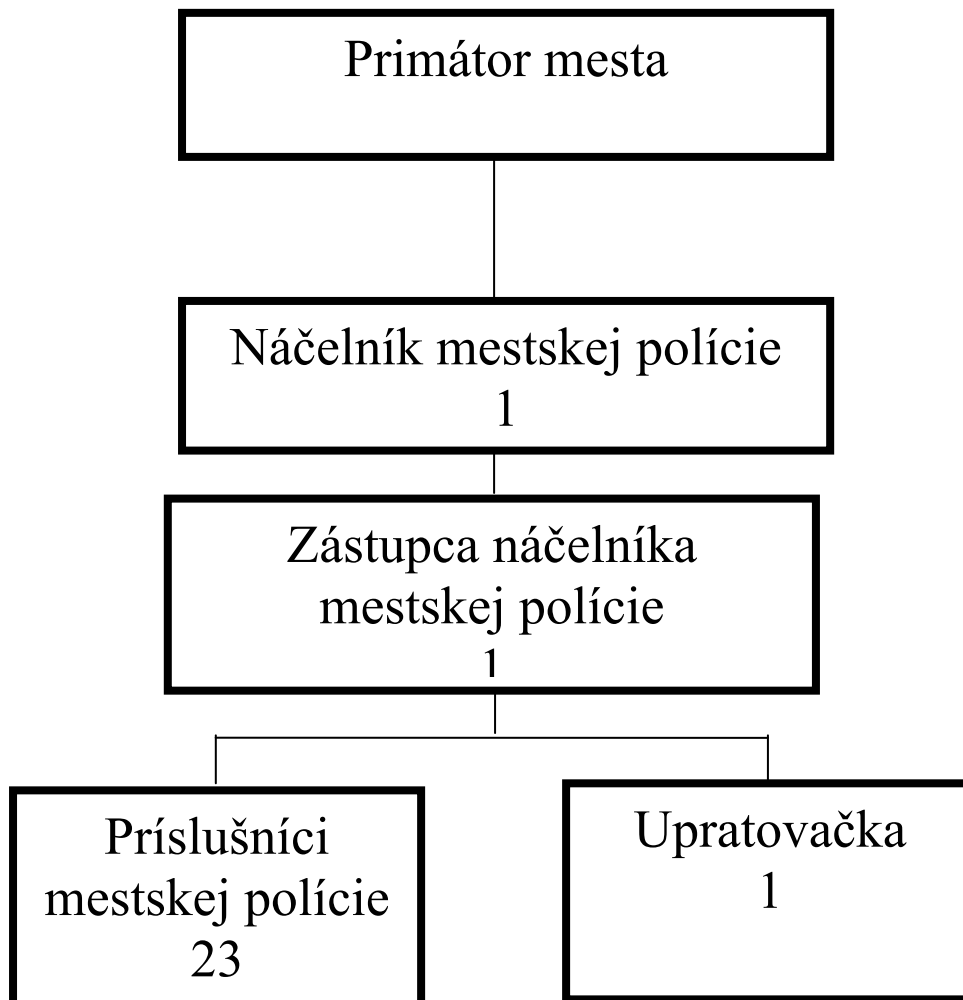 Primátor mesta
Náčelník mestskej polície
1
Zástupca náčelníka
mestskej polície
1
Príslušníci
mestskej polície
23
Upratovačka
1